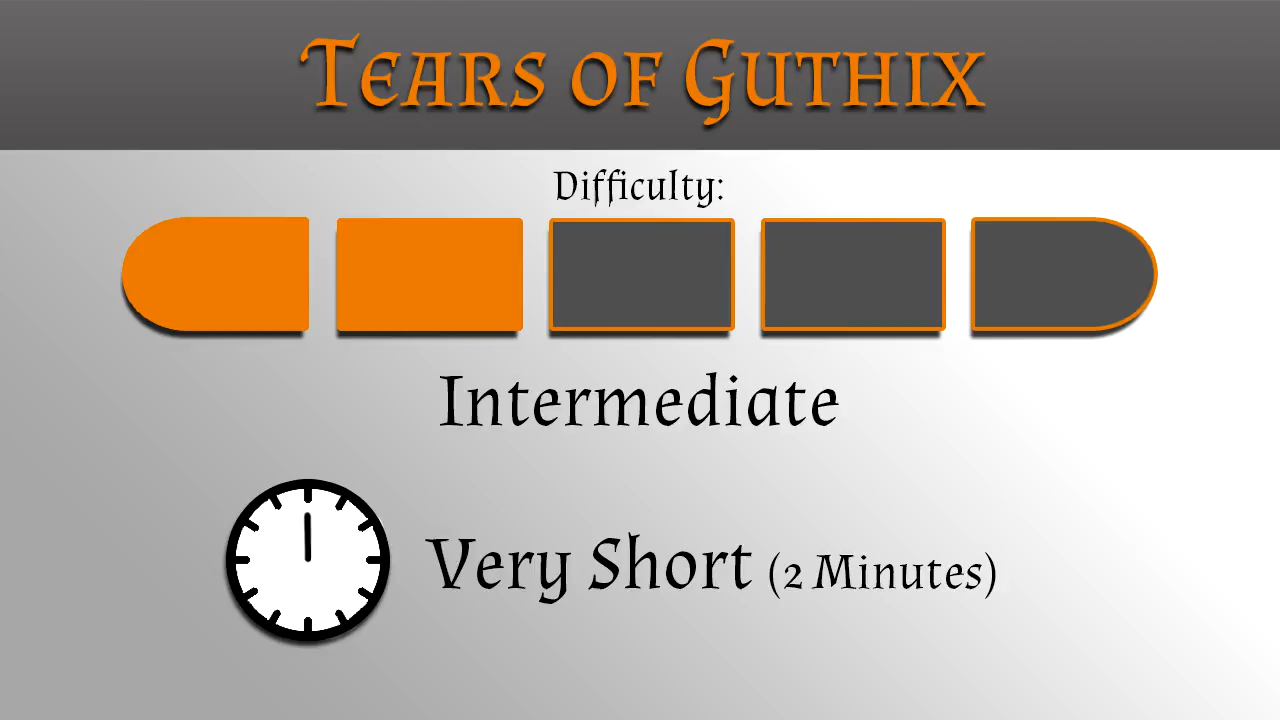 Tears of Guthix
Difficulty:
Intermediate
Very Short (2 Minutes)